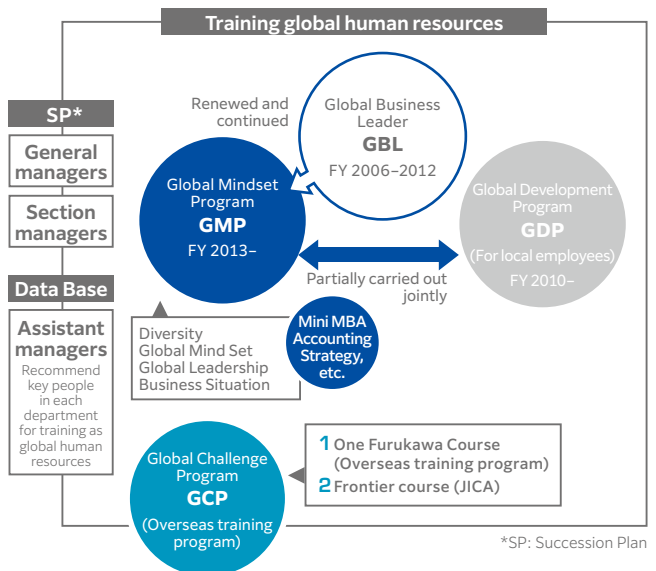 Training global human resources
SP*
General
managers
Section
managers
Data Base
Assistant
managers
Recommend
key people
in each
department
for training as
global human
resources
Renewed and
continued
Global Business
Leader
GBL
FY 2006–2012
Global Mindset
Program
GMP
FY 2013–
Global Development
Program
GDP
(For local employees)
FY 2010–
Partially carried out
jointly
Diversity
Global Mind Set
Global Leadership
Business Situation
Mini MBA
Accounting
Strategy,
etc.
Global Challenge
Program
GCP
(Overseas training
program)
1 One Furukawa Course
(Overseas training program)
2 Frontier course (JICA)
*SP: Succession Plan